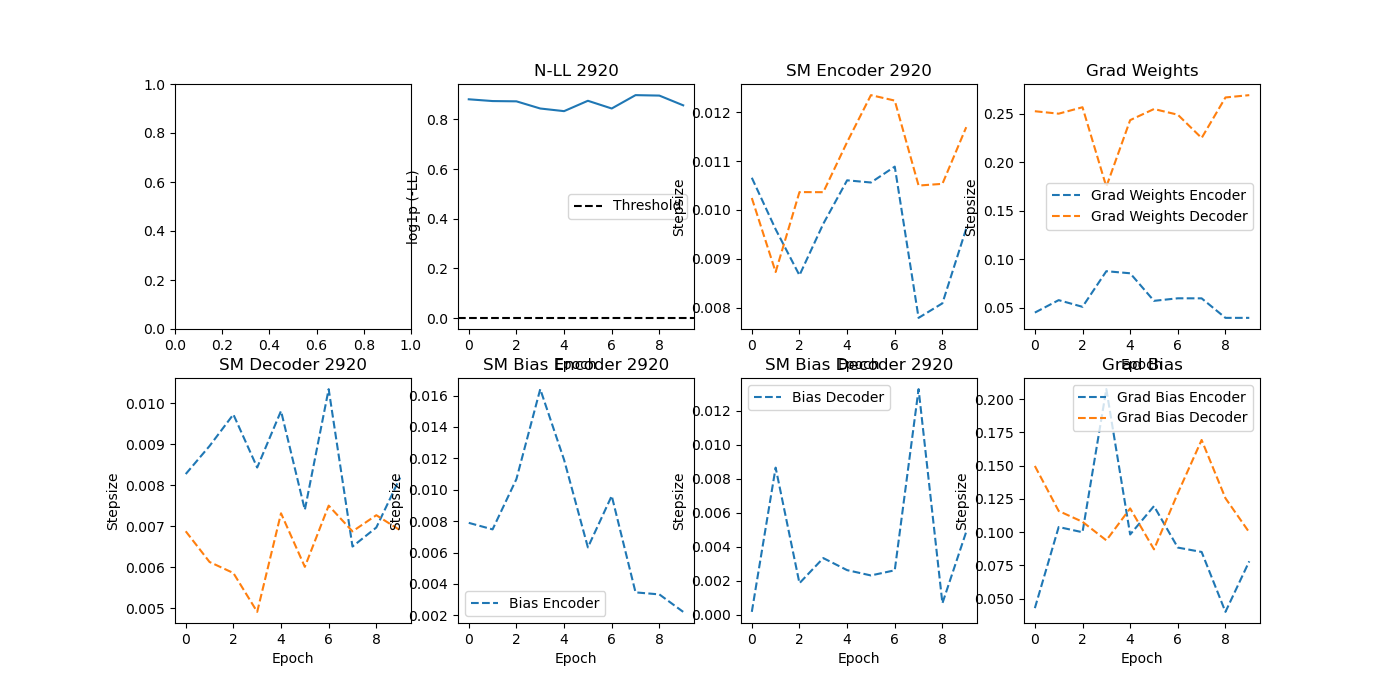 N-LL 2920
SM Encoder 2920
Grad Weights
1.0
0.8
0.6
0.4
0.2
0.0
0.0 0.2 0.4 0.6 0.8 1.0
log1p (-LL)
0.8
0.6
0.4
0.2
0.0
Threshold
0 2 4 6 8
Epoch
Stepsize
0.012
0.011
0.010
0.009
0.008
0 2 4 6 8
Epoch
Stepsize
0.25
0.20
0.15
0.10
0.05
Grad Weights Encoder
Grad Weights Decoder
0 2 4 6 8
Epoch
SM Decoder 2920
SM Bias Encoder 2920
SM Bias Decoder 2920
Grad Bias
Stepsize
0.010
0.009
0.008
0.007
0.006
0.005
0 2 4 6 8
Epoch
Stepsize
0.016
0.014
0.012
0.010
0.008
0.006
0.004
0.002
Bias Encoder
0 2 4 6 8
Epoch
Stepsize
0.012
0.010
0.008
0.006
0.004
0.002
0.000
Bias Decoder
0 2 4 6 8
Epoch
Stepsize
0.200
0.175
0.150
0.125
0.100
0.075
0.050
Grad Bias Encoder
Grad Bias Decoder
0 2 4 6 8
Epoch